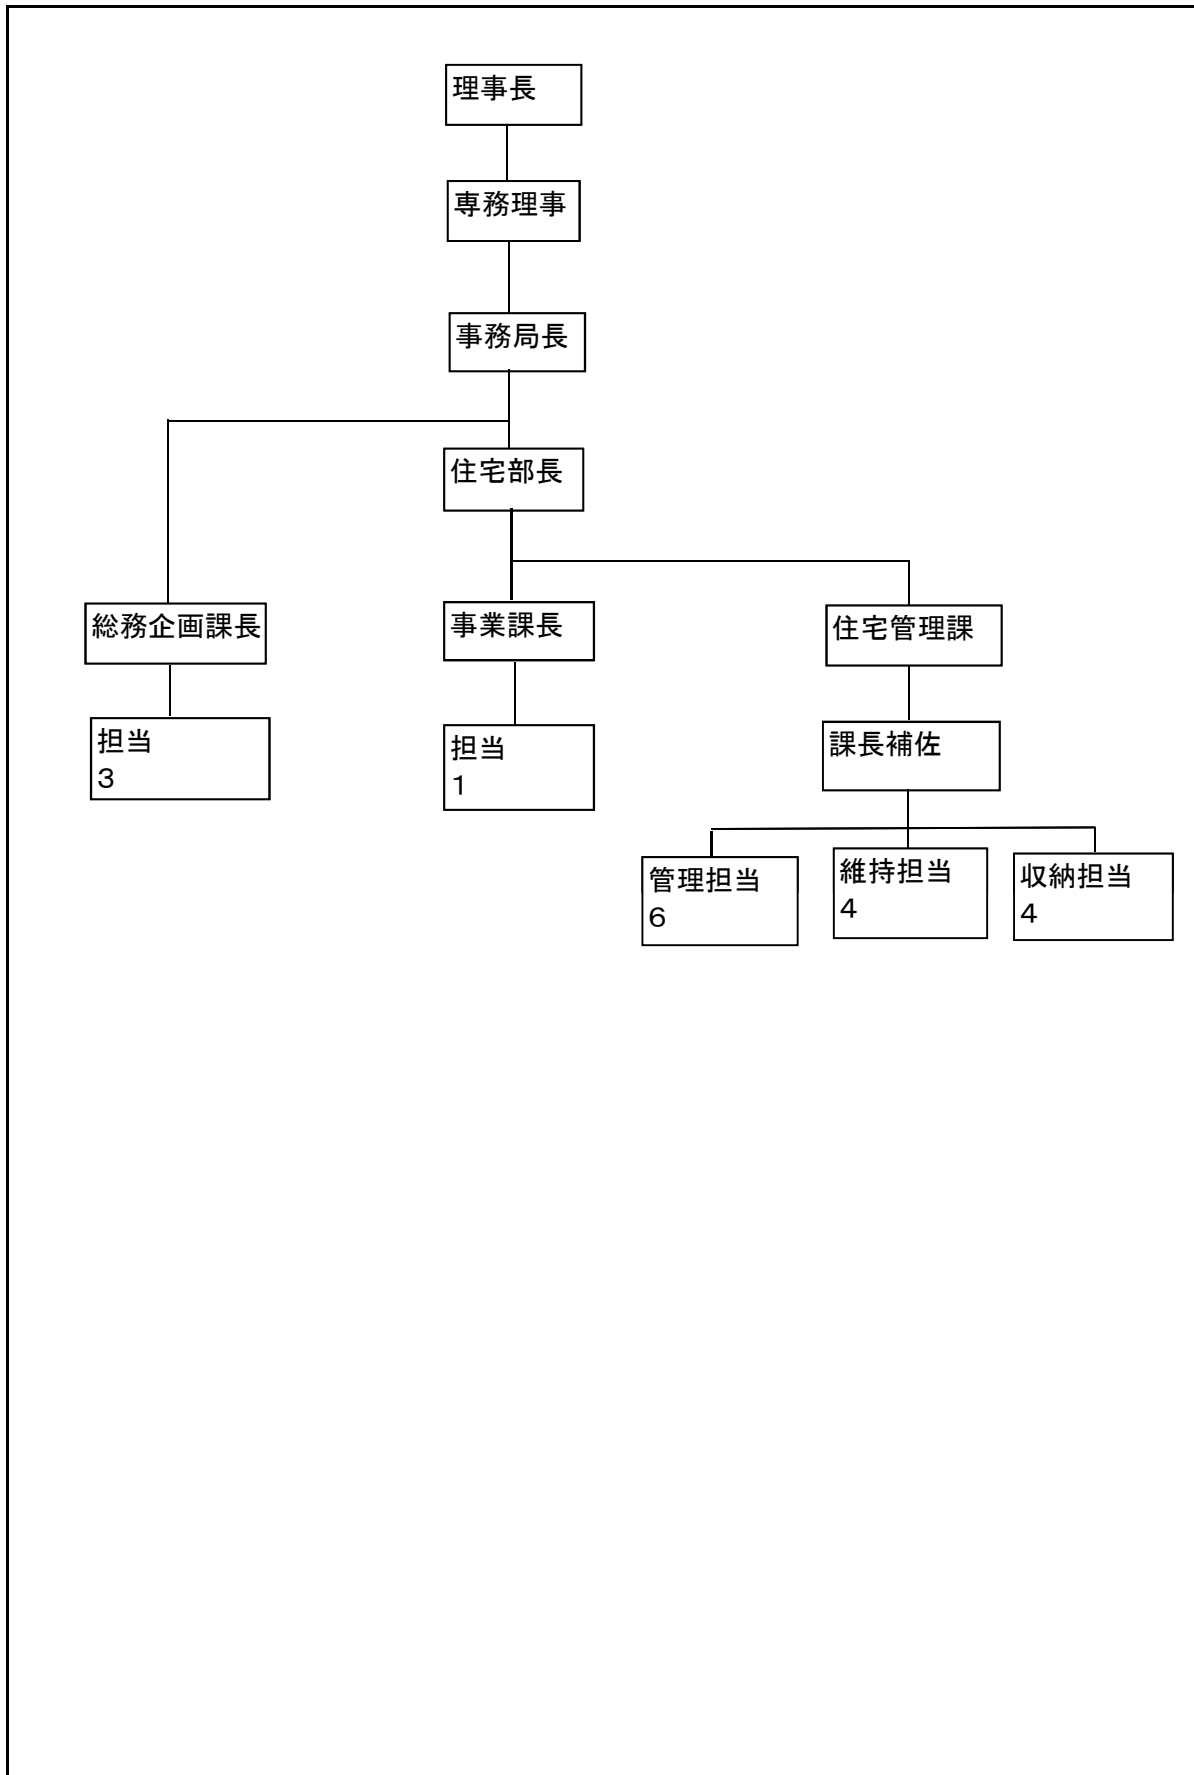 理事長
専務理事
事務局長
住宅部長
総務企画課長
事業課長
住宅管理課
担当
3
担当
1
課長補佐
管理担当
6
維持担当
4
収納担当
4